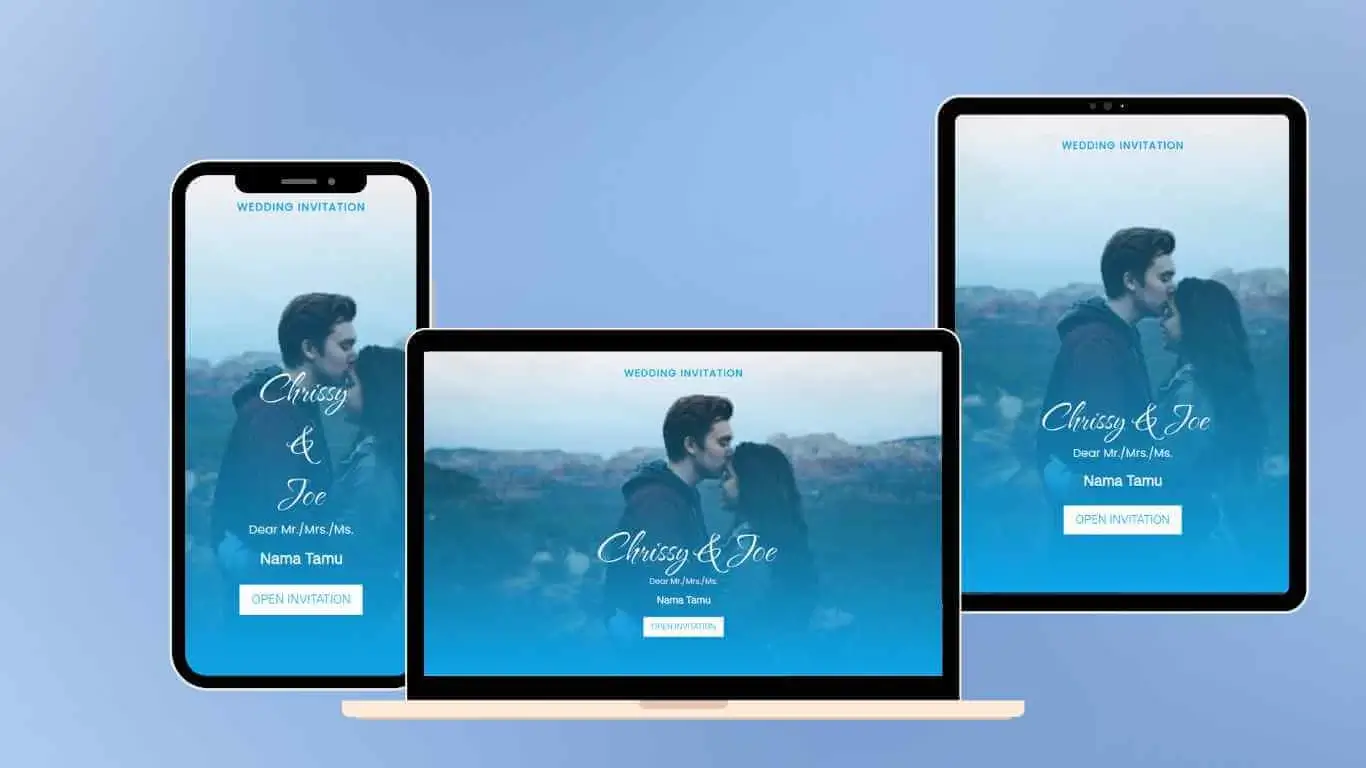 WEDDING INVITATION
Chrissy
&
Joe
Dear Mr./Mrs./Ms.
Nama Tamu
OPEN INVITATION
WEDDING INVITATION
Chrissy & Joe
Dear Mr./Mrs./Ms.
Nama Tamu
OPEN INVITATION
WEDDING INVITATION
Chrissy & Joe
Dear Mr./Mrs./Ms.
Nama Tamu
OPEN INVITATION